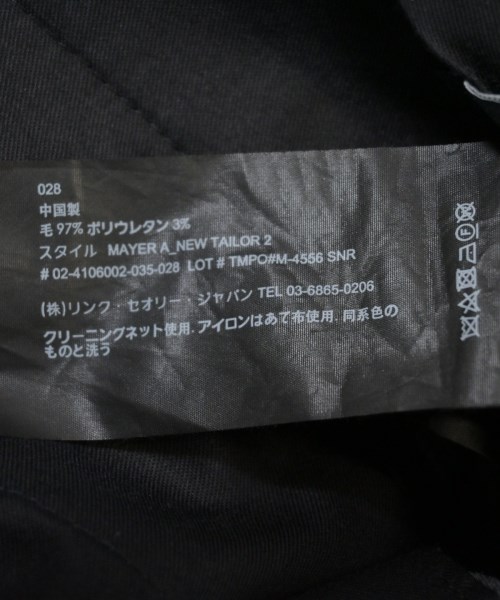 028
中国製
毛 97% ポリウレタン 3%
スタイル MAYER A_NEW TAILOR 2
# 02-4106002-035-028 LOT # TMPO#M-4556 SNR
(株)リンク・セオリー・ジャパン TEL 03-6865-0206
クリーニングネット使用. アイロンはあて布使用. 同系色の
ものと洗う